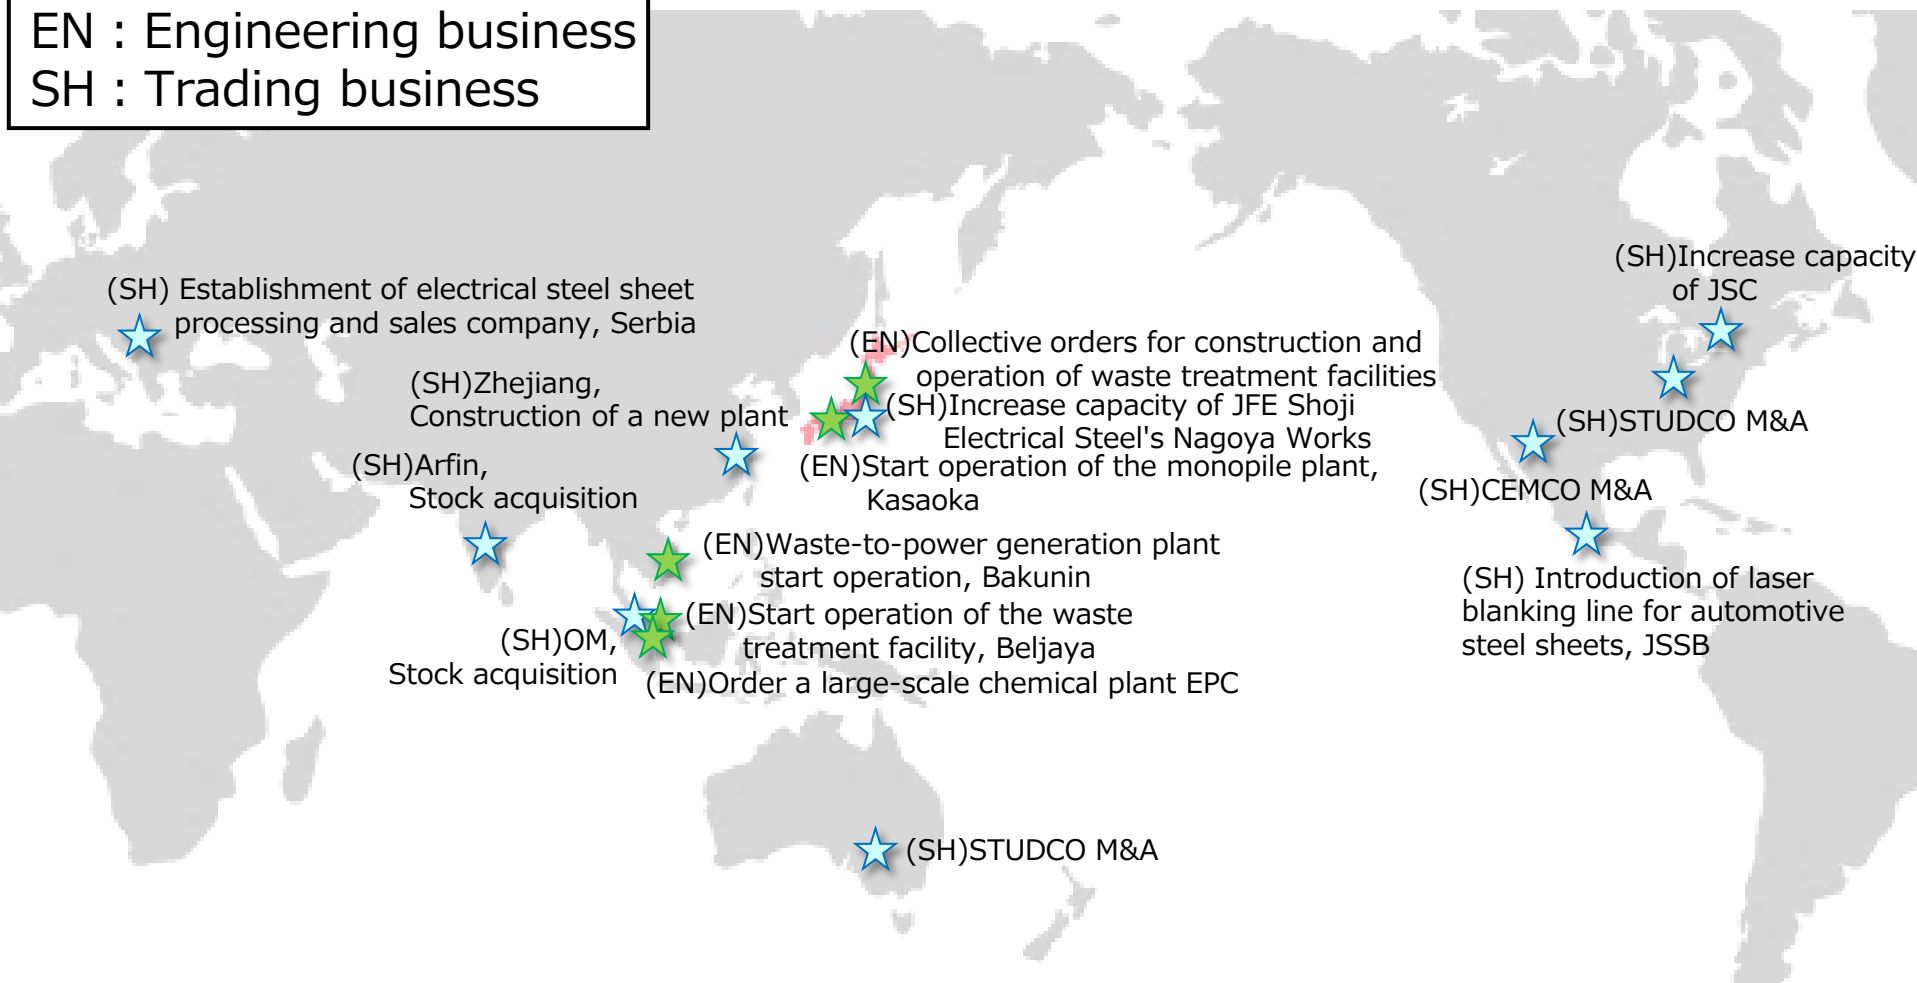 EN : Engineering business
SH : Trading business
(SH) Establishment of electrical steel sheet
processing and sales company, Serbia
(SH)Zhejiang,
Construction of a new plant
(SH)Arfin,
Stock acquisition
(EN)Collective orders for construction and
operation of waste treatment facilities
(SH)Increase capacity of JFE Shoji
Electrical Steel's Nagoya Works
(EN)Start operation of the monopile plant,
Kasaoka
(EN)Waste-to-power generation plant
start operation, Bakunin
(EN)Start operation of the waste
treatment facility, Beljaya
(SH)OM,
Stock acquisition
(EN)Order a large-scale chemical plant EPC
(SH)STUDCO M&A
(SH)Increase capacity
of JSC
(SH)STUDCO M&A
(SH)CEMCO M&A
(SH) Introduction of laser
blanking line for automotive
steel sheets, JSSB